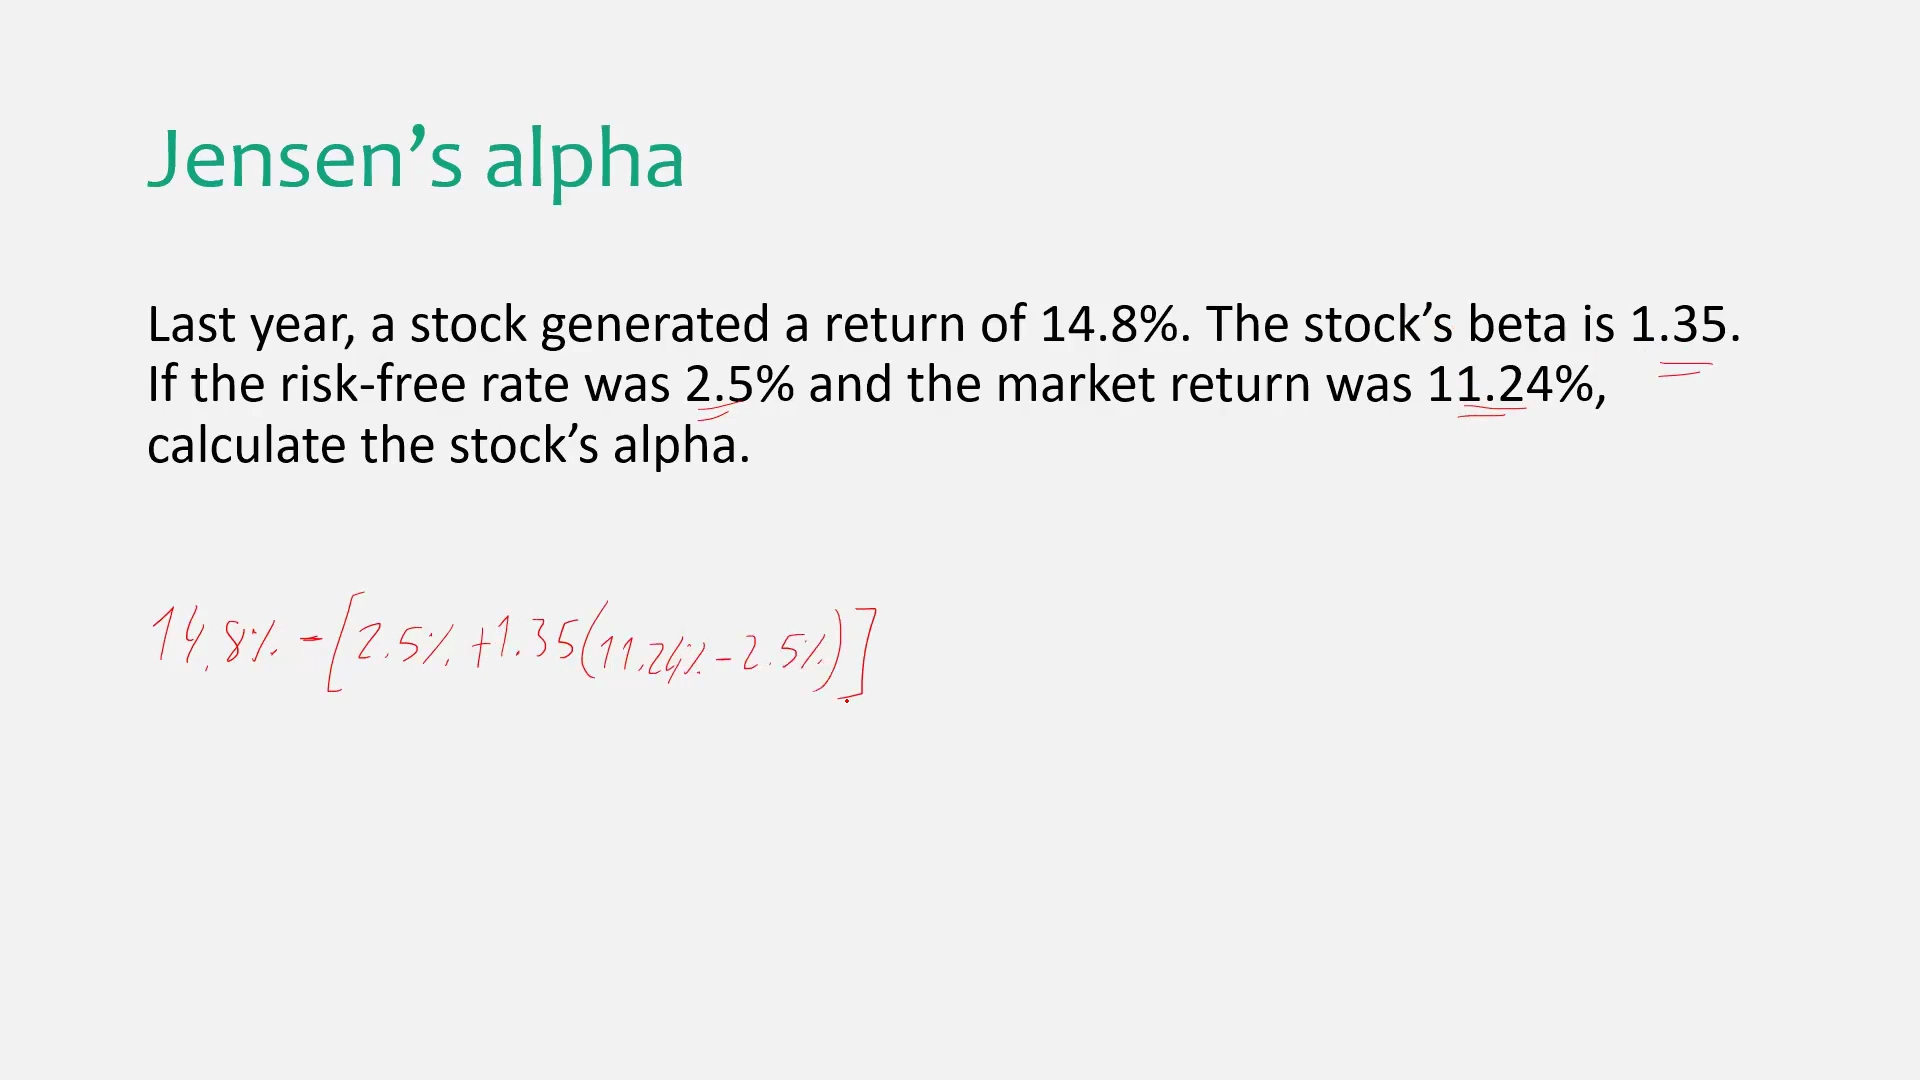 Jensen’s alpha
Last year, a stock generated a return of 14.8%. The stock’s beta is 1.35.
If the risk-free rate was 2.5% and the market return was 11.24%,
calculate the stock’s alpha.
14.8% - [2.5% + 1.35(11.24% - 2.5%)]